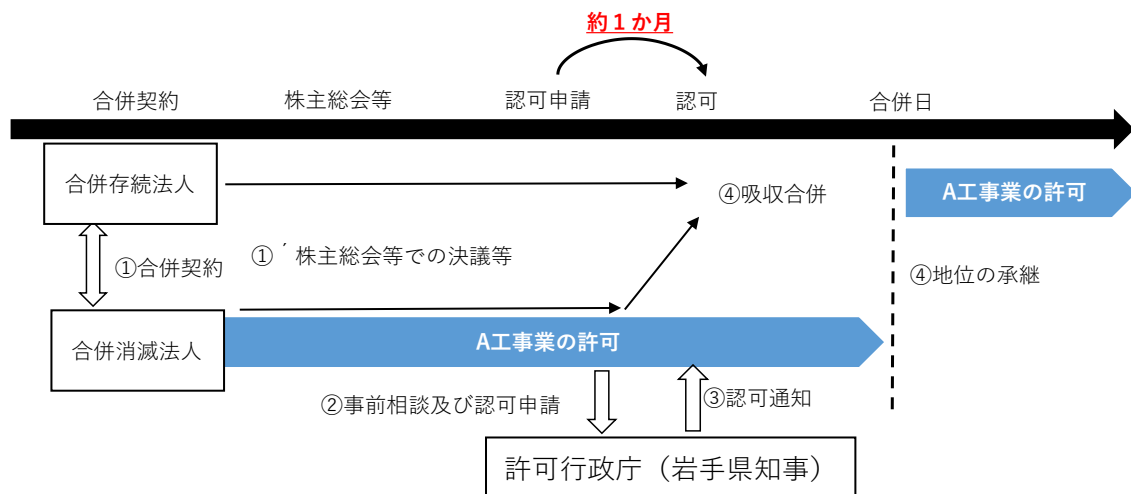 約１か月
合併契約
株主総会等
認可申請
認可
合併日
合併存続法人
④吸収合併
A工事業の許可
①合併契約
①´株主総会等での決議等
④地位の承継
合併消滅法人
A工事業の許可
②事前相談及び認可申請
③認可通知
許可行政庁（岩手県知事）